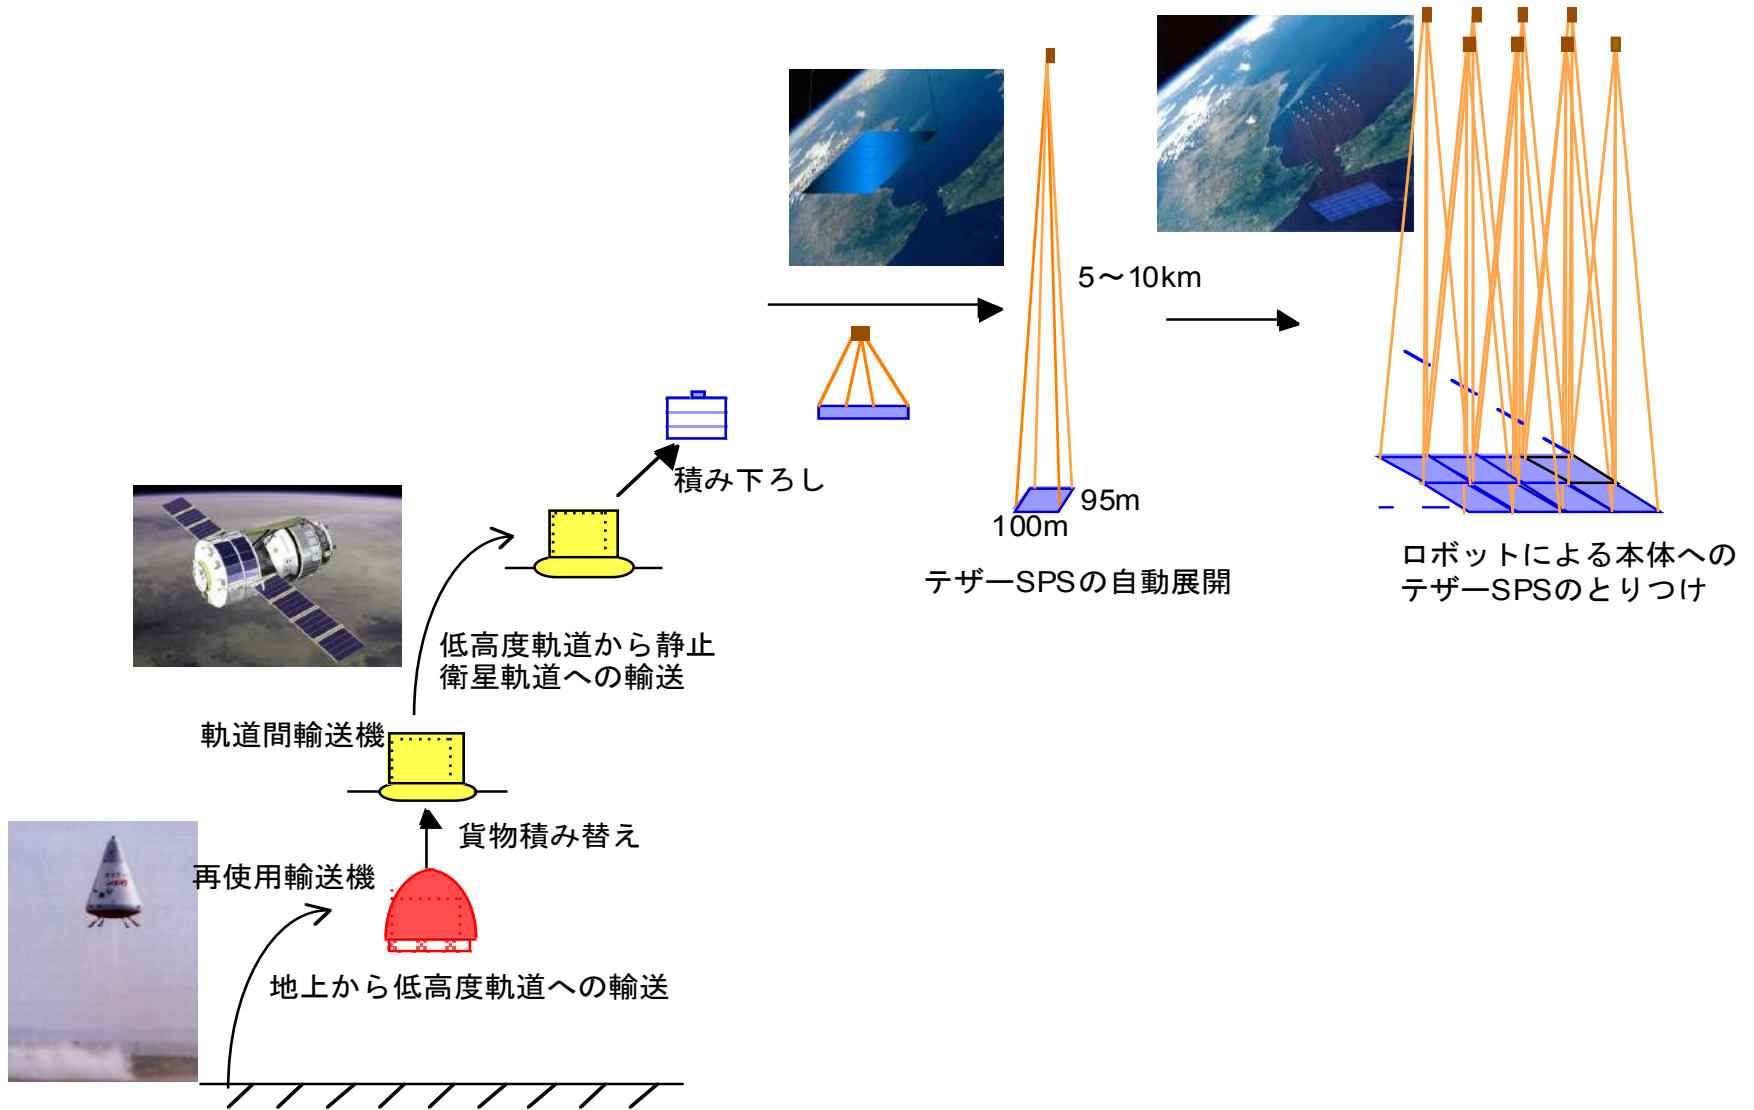 5～10km
積み下ろし
95m
100m
ロボットによる本体への
テザーSPSのとりつけ
テザーSPSの自動展開
低高度軌道から静止
衛星軌道への輸送
軌道間輸送機
貨物積み替え
再使用輸送機
地上から低高度軌道への輸送